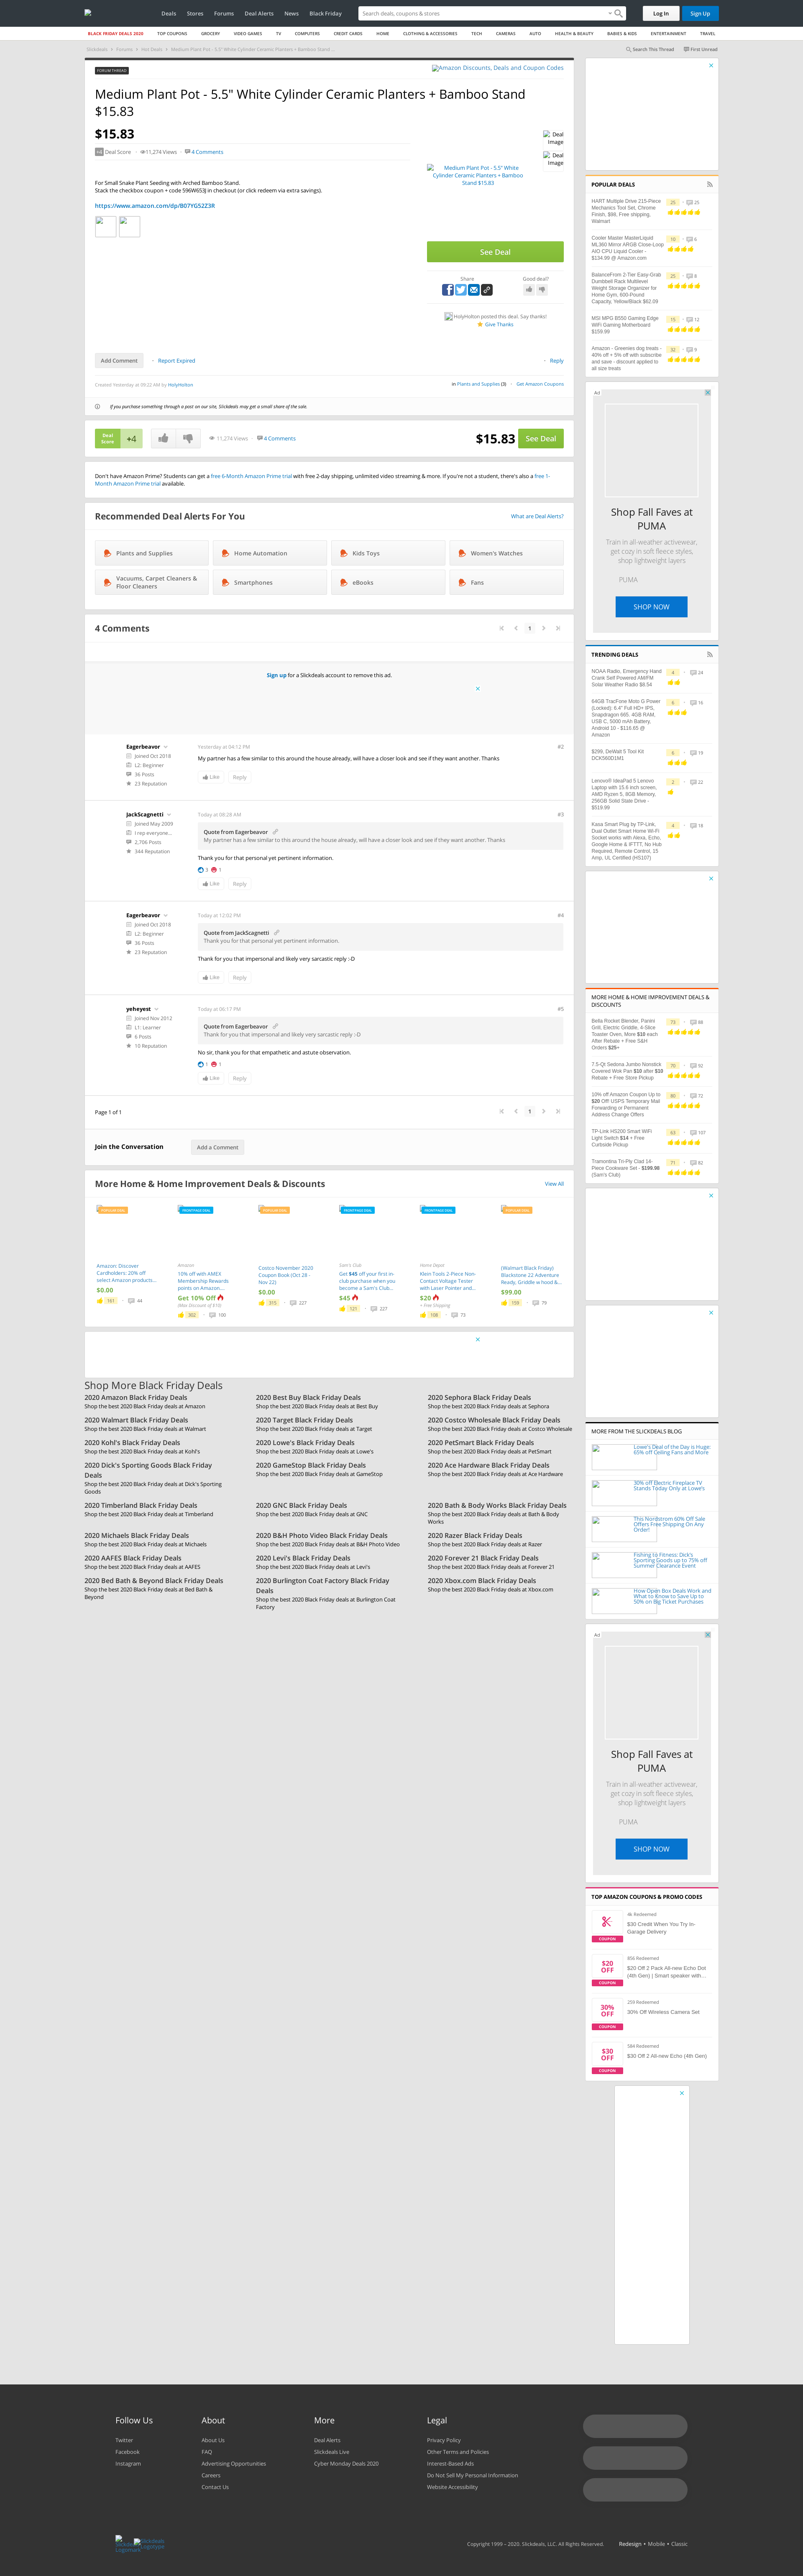 Deals Stores Forums Deal Alerts News Black Friday
Search deals, coupons & stores
Log In Sign Up
BLACK FRIDAY DEALS 2020 TOP COUPONS GROCERY VIDEO GAMES TV COMPUTERS CREDIT CARDS HOME CLOTHING & ACCESSORIES TECH CAMERAS AUTO HEALTH & BEAUTY BABIES & KIDS ENTERTAINMENT TRAVEL
Slickdeals > Forums > Hot Deals > Medium Plant Pot - 5.5" White Cylinder Ceramic Planters + Bamboo Stand ...
Search This Thread First Unread
FORUM THREAD
Amazon Discounts, Deals and Coupon Codes
Medium Plant Pot - 5.5" White Cylinder Ceramic Planters + Bamboo Stand
$15.83
$15.83
+4 Deal Score 11,274 Views 4 Comments
Deal Image
Deal Image
Medium Plant Pot - 5.5" White Cylinder Ceramic Planters + Bamboo Stand $15.83
For Small Snake Plant Seeding with Arched Bamboo Stand.
Stack the checkbox coupon + code S96W653J in checkout (or click redeem via extra savings).
https://www.amazon.com/dp/B07YG52Z3R
See Deal
Share
Good deal?
HolyHolton posted this deal. Say thanks!
Give Thanks
Add Comment • Report Expired
• Reply
Created Yesterday at 09:22 AM by HolyHolton
in Plants and Supplies (3) • Get Amazon Coupons
If you purchase something through a post on our site, Slickdeals may get a small share of the sale.
Deal Score +4
11,274 Views 4 Comments
$15.83 See Deal
Don't have Amazon Prime? Students can get a free 6-Month Amazon Prime trial with free 2-day shipping, unlimited video streaming & more. If you're not a student, there's also a free 1-
Month Amazon Prime trial available.
Recommended Deal Alerts For You
What are Deal Alerts?
Plants and Supplies
Home Automation
Kids Toys
Women's Watches
Vacuums, Carpet Cleaners & Floor Cleaners
Smartphones
eBooks
Fans
4 Comments
1
Sign up for a Slickdeals account to remove this ad.
Eagerbeavor
Joined Oct 2018
L2: Beginner
36 Posts
23 Reputation
Yesterday at 04:12 PM
#2
My partner has a few similar to this around the house already, will have a closer look and see if they want another. Thanks
Like Reply
JackScagnetti
Joined May 2009
I rep everyone...
2,706 Posts
344 Reputation
Today at 08:28 AM
#3
Quote from Eagerbeavor
My partner has a few similar to this around the house already, will have a closer look and see if they want another. Thanks
Thank you for that personal yet pertinent information.
3 1
Like Reply
Eagerbeavor
Joined Oct 2018
L2: Beginner
36 Posts
23 Reputation
Today at 12:02 PM
#4
Quote from JackScagnetti
Thank you for that personal yet pertinent information.
Thank you for that impersonal and likely very sarcastic reply :-D
Like Reply
yeheyest
Joined Nov 2012
L1: Learner
6 Posts
10 Reputation
Today at 06:17 PM
#5
Quote from Eagerbeavor
Thank you for that impersonal and likely very sarcastic reply :-D
No sir, thank you for that empathetic and astute observation.
1 1
Like Reply
Page 1 of 1
1
Join the Conversation
Add a Comment
More Home & Home Improvement Deals & Discounts
View All
POPULAR DEAL
Amazon: Discover Cardholders: 20% off select Amazon products...
$0.00
161 44
FRONTPAGE DEAL
Amazon
10% off with AMEX Membership Rewards points on Amazon...
Get 10% Off
(Max Discount of $10)
302 100
POPULAR DEAL
Costco November 2020 Coupon Book (Oct 28 - Nov 22)
$0.00
315 227
FRONTPAGE DEAL
Sam's Club
Get $45 off your first in-club purchase when you become a Sam's Club...
$45
121 227
FRONTPAGE DEAL
Home Depot
Klein Tools 2-Piece Non-Contact Voltage Tester with Laser Pointer and...
$20
+ Free Shipping
108 73
POPULAR DEAL
(Walmart Black Friday) Blackstone 22 Adventure Ready, Griddle w hood &...
$99.00
159 79
Shop More Black Friday Deals
2020 Amazon Black Friday Deals
Shop the best 2020 Black Friday deals at Amazon
2020 Best Buy Black Friday Deals
Shop the best 2020 Black Friday deals at Best Buy
2020 Sephora Black Friday Deals
Shop the best 2020 Black Friday deals at Sephora
2020 Walmart Black Friday Deals
Shop the best 2020 Black Friday deals at Walmart
2020 Target Black Friday Deals
Shop the best 2020 Black Friday deals at Target
2020 Costco Wholesale Black Friday Deals
Shop the best 2020 Black Friday deals at Costco Wholesale
2020 Kohl's Black Friday Deals
Shop the best 2020 Black Friday deals at Kohl's
2020 Lowe's Black Friday Deals
Shop the best 2020 Black Friday deals at Lowe's
2020 PetSmart Black Friday Deals
Shop the best 2020 Black Friday deals at PetSmart
2020 Dick's Sporting Goods Black Friday Deals
Shop the best 2020 Black Friday deals at Dick's Sporting Goods
2020 GameStop Black Friday Deals
Shop the best 2020 Black Friday deals at GameStop
2020 Ace Hardware Black Friday Deals
Shop the best 2020 Black Friday deals at Ace Hardware
2020 Timberland Black Friday Deals
Shop the best 2020 Black Friday deals at Timberland
2020 GNC Black Friday Deals
Shop the best 2020 Black Friday deals at GNC
2020 Bath & Body Works Black Friday Deals
Shop the best 2020 Black Friday deals at Bath & Body Works
2020 Michaels Black Friday Deals
Shop the best 2020 Black Friday deals at Michaels
2020 B&H Photo Video Black Friday Deals
Shop the best 2020 Black Friday deals at B&H Photo Video
2020 Razer Black Friday Deals
Shop the best 2020 Black Friday deals at Razer
2020 AAFES Black Friday Deals
Shop the best 2020 Black Friday deals at AAFES
2020 Levi's Black Friday Deals
Shop the best 2020 Black Friday deals at Levi's
2020 Forever 21 Black Friday Deals
Shop the best 2020 Black Friday deals at Forever 21
2020 Bed Bath & Beyond Black Friday Deals
Shop the best 2020 Black Friday deals at Bed Bath & Beyond
2020 Burlington Coat Factory Black Friday Deals
Shop the best 2020 Black Friday deals at Burlington Coat Factory
2020 Xbox.com Black Friday Deals
Shop the best 2020 Black Friday deals at Xbox.com
POPULAR DEALS
HART Multiple Drive 215-Piece Mechanics Tool Set, Chrome Finish, $98, Free shipping, Walmart
25 25
Cooler Master MasterLiquid ML360 Mirror ARGB Close-Loop AIO CPU Liquid Cooler - $134.99 @ Amazon.com
10 6
BalanceFrom 2-Tier Easy-Grab Dumbbell Rack Multilevel Weight Storage Organizer for Home Gym, 600-Pound Capacity, Yellow/Black $62.09
25 8
MSI MPG B550 Gaming Edge WiFi Gaming Motherboard $159.99
15 12
Amazon - Greenies dog treats - 40% off + 5% off with subscribe and save - discount applied to all size treats
32 9
Ad
Shop Fall Faves at PUMA
Train in all-weather activewear, get cozy in soft fleece styles, shop lightweight layers
PUMA
SHOP NOW
TRENDING DEALS
NOAA Radio, Emergency Hand Crank Self Powered AM/FM Solar Weather Radio $8.54
4 24
64GB TracFone Moto G Power (Locked): 6.4" Full HD+ IPS, Snapdragon 665, 4GB RAM, USB C, 5000 mAh Battery, Android 10 - $116.65 @ Amazon
6 16
$299, DeWalt 5 Tool Kit DCK560D1M1
6 19
Lenovo® IdeaPad 5 Lenovo Laptop with 15.6 inch screen, AMD Ryzen 5, 8GB Memory, 256GB Solid State Drive - $519.99
2 22
Kasa Smart Plug by TP-Link, Dual Outlet Smart Home Wi-Fi Socket works with Alexa, Echo, Google Home & IFTTT, No Hub Required, Remote Control, 15 Amp, UL Certified (HS107)
4 18
MORE HOME & HOME IMPROVEMENT DEALS & DISCOUNTS
Bella Rocket Blender, Panini Grill, Electric Griddle, 4-Slice Toaster Oven, More $10 each After Rebate + Free S&H Orders $25+
73 88
7.5-Qt Sedona Jumbo Nonstick Covered Wok Pan $10 after $10 Rebate + Free Store Pickup
70 92
10% off Amazon Coupon Up to $20 Off! USPS Temporary Mail Forwarding or Permanent Address Change Offers
80 72
TP-Link HS200 Smart WiFi Light Switch $14 + Free Curbside Pickup
63 107
Tramontina Tri-Ply Clad 14-Piece Cookware Set - $199.98 (Sam's Club)
71 82
MORE FROM THE SLICKDEALS BLOG
Lowe's Deal of the Day is Huge: 65% off Ceiling Fans and More
30% off Electric Fireplace TV Stands Today Only at Lowe's
This Nordstrom 60% Off Sale Offers Free Shipping On Any Order!
Fishing to Fitness: Dick's Sporting Goods up to 75% off Summer Clearance Event
How Open Box Deals Work and What to Know to Save Up to 50% on Big Ticket Purchases
Ad
Shop Fall Faves at PUMA
Train in all-weather activewear, get cozy in soft fleece styles, shop lightweight layers
PUMA
SHOP NOW
TOP AMAZON COUPONS & PROMO CODES
COUPON
4k Redeemed
$30 Credit When You Try In-Garage Delivery
$20 OFF
COUPON
856 Redeemed
$20 Off 2 Pack All-new Echo Dot (4th Gen) | Smart speaker with...
30% OFF
COUPON
259 Redeemed
30% Off Wireless Camera Set
$30 OFF
COUPON
584 Redeemed
$30 Off 2 All-new Echo (4th Gen)
Follow Us
Twitter
Facebook
Instagram
About
About Us
FAQ
Advertising Opportunities
Careers
Contact Us
More
Deal Alerts
Slickdeals Live
Cyber Monday Deals 2020
Legal
Privacy Policy
Other Terms and Policies
Interest-Based Ads
Do Not Sell My Personal Information
Website Accessibility
Slickdeals Logotype
Copyright 1999 – 2020. Slickdeals, LLC. All Rights Reserved. Redesign • Mobile • Classic